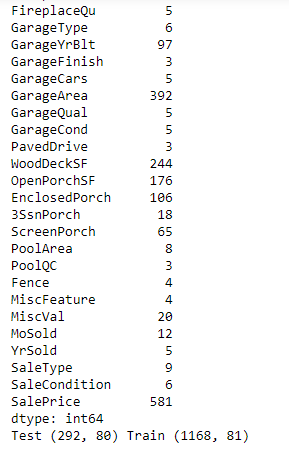 FireplaceQu 5
GarageType 6
GarageYrBlt 97
GarageFinish 3
GarageCars 5
GarageArea 392
GarageQual 5
GarageCond 5
PavedDrive 3
WoodDeckSF 244
OpenPorchSF 176
EnclosedPorch 106
3SsnPorch 18
ScreenPorch 65
PoolArea 8
PoolQC 3
Fence 4
MiscFeature 4
MiscVal 20
MoSold 12
YrSold 5
SaleType 9
SaleCondition 6
SalePrice 581
dtype: int64
Test (292, 80) Train (1168, 81)